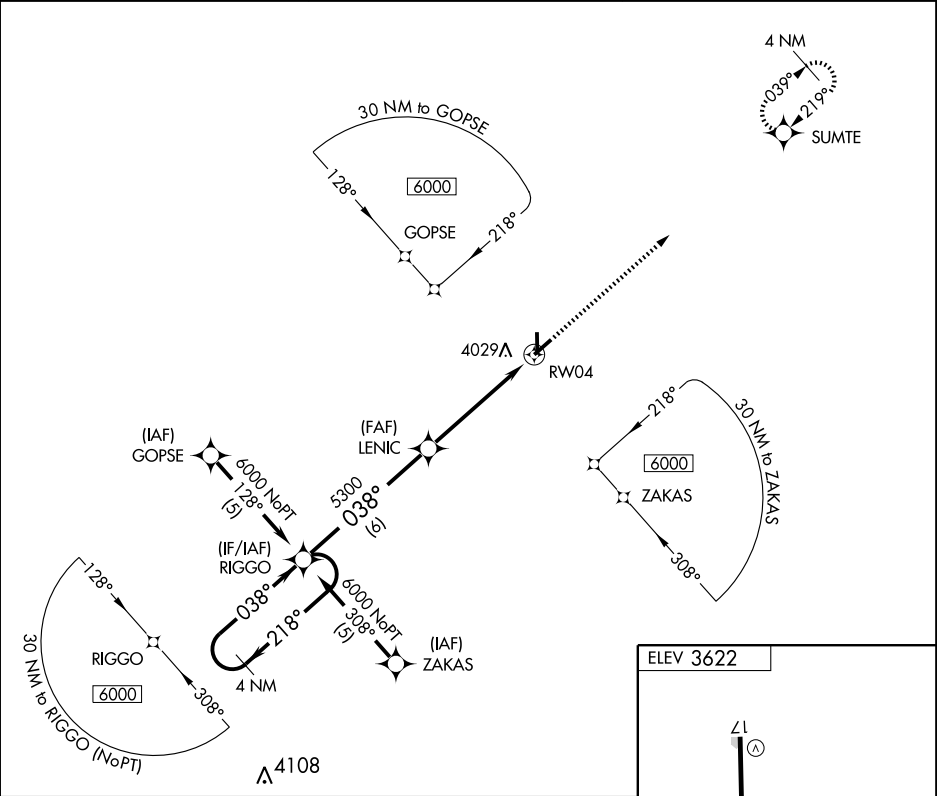 4 NM
039°
219°
SUMTE
30 NM to GOPSE
6000
128°
218°
GOPSE
4029
RW04
(FAF)
LENIC
(IAF)
GOPSE
6000 NoPT
128°
(5)
5300
038°
(6)
(IF/IAF)
RIGGO
218°
6000
ZAKAS
308°
30 NM to ZAKAS
038°
218°
4 NM
6000 NoPT
308°
(5)
(IAF)
ZAKAS
128°
RIGGO
6000
308°
30 NM to RIGGO (NoPT)
4108
ELEV 3622
17
A